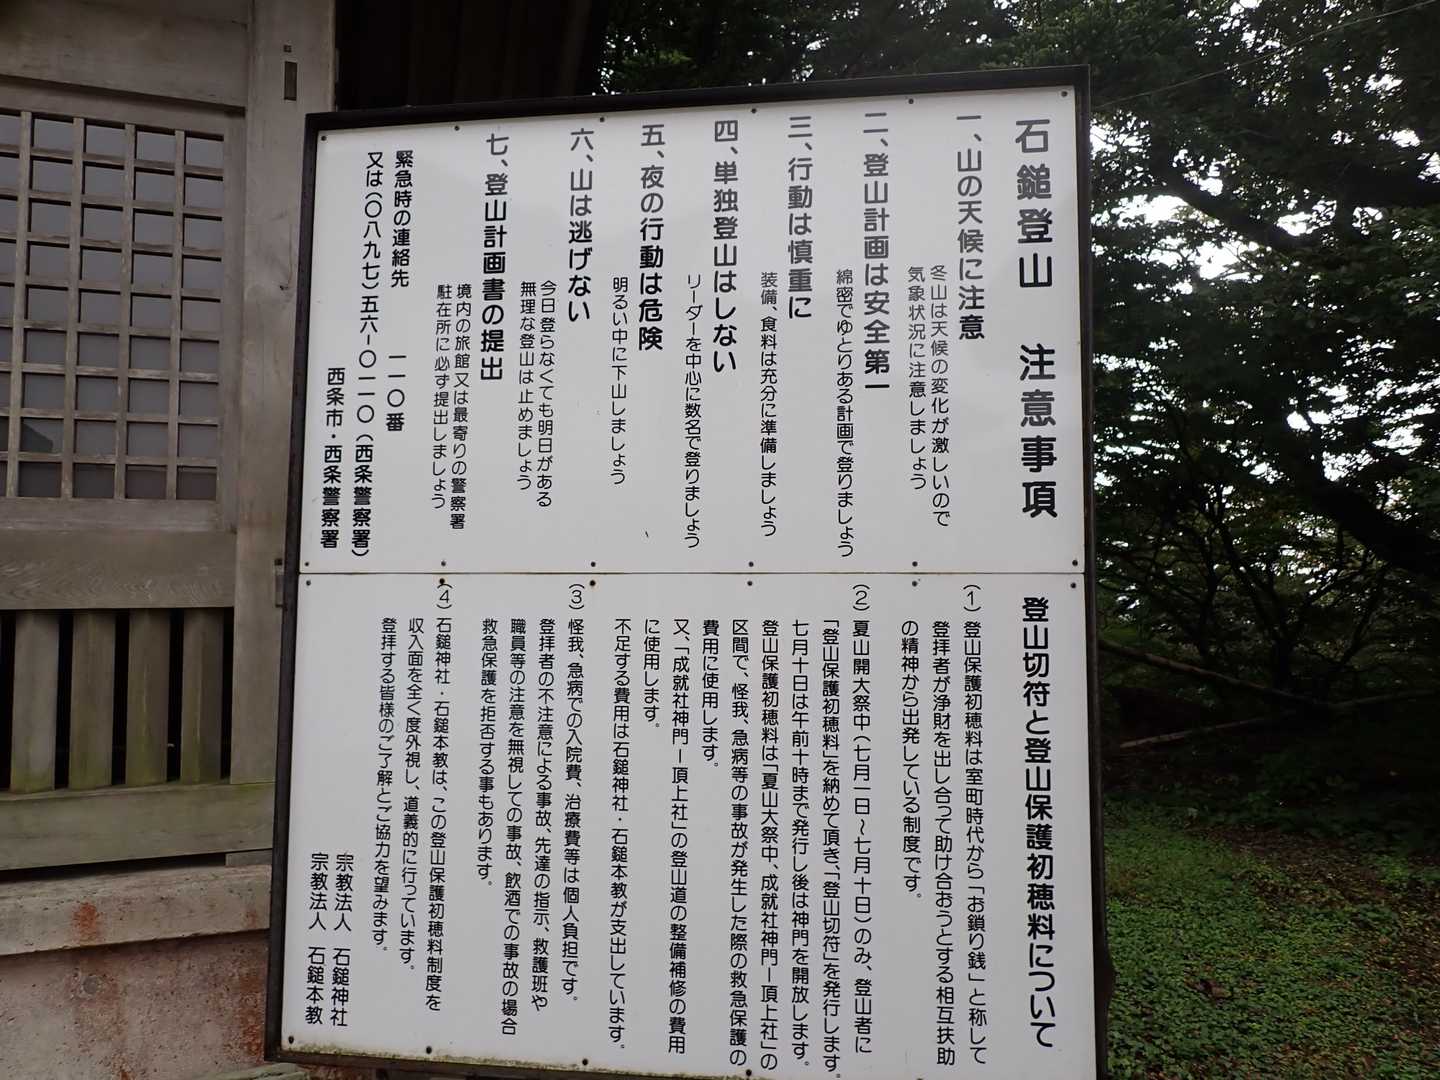 石鎚登山　注意事項
一、山の天候に注意
冬山は天候の変化が激しいので
気象状況に注意しましょう
二、登山計画は安全第一
綿密でゆとりある計画で登りましょう
三、行動は慎重に
装備、食料は充分に準備しましょう
四、単独登山はしない
リーダーを中心に数名で登りましょう
五、夜の行動は危険
明るい中に下山しましょう
六、山は逃げない
今日登らなくても明日がある
無理な登山は止めましょう
七、登山計画書の提出
境内の旅館又は最寄りの警察署
駐在所に必ず提出しましょう
緊急時の連絡先　一一〇番
又は（〇八九七）五六－〇一一〇（西条警察署）
西条市・西条警察署
登山切符と登山保護初穂料について
（1）登山保護初穂料は室町時代から「お鎖り銭」と称して
登拝者が浄財を出し合って助け合おうとする相互扶助
の精神から出発している制度です。
（2）夏山開大祭中（七月一日～七月十日）のみ、登山者に
「登山保護初穂料」を納めて頂き、「登山切符」を発行します。
七月十日は午前十時まで発行し後は神門を開放します。
登山保護初穂料は「夏山大祭中、成就社神門ー頂上社」の
区間で、怪我、急病等の事故が発生した際の救急保護の
費用に使用します。
又、「成就社神門ー頂上社」の登山道の整備補修の費用
に使用します。
不足する費用は石鎚神社・石鎚本教が支出しています。
（3）怪我、急病での入院費、治療費等は個人負担です。
登拝者の不注意による事故、先達の指示、救護班や
職員等の注意を無視しての事故、飲酒での事故の場合
救急保護を拒否する事もあります。
（4）石鎚神社・石鎚本教は、この登山保護初穂料制度を
収入面を全く度外視し、道義的に行っています。
登拝する皆様のご了解とご協力を望みます。
宗教法人　石鎚神社
宗教法人　石鎚本教